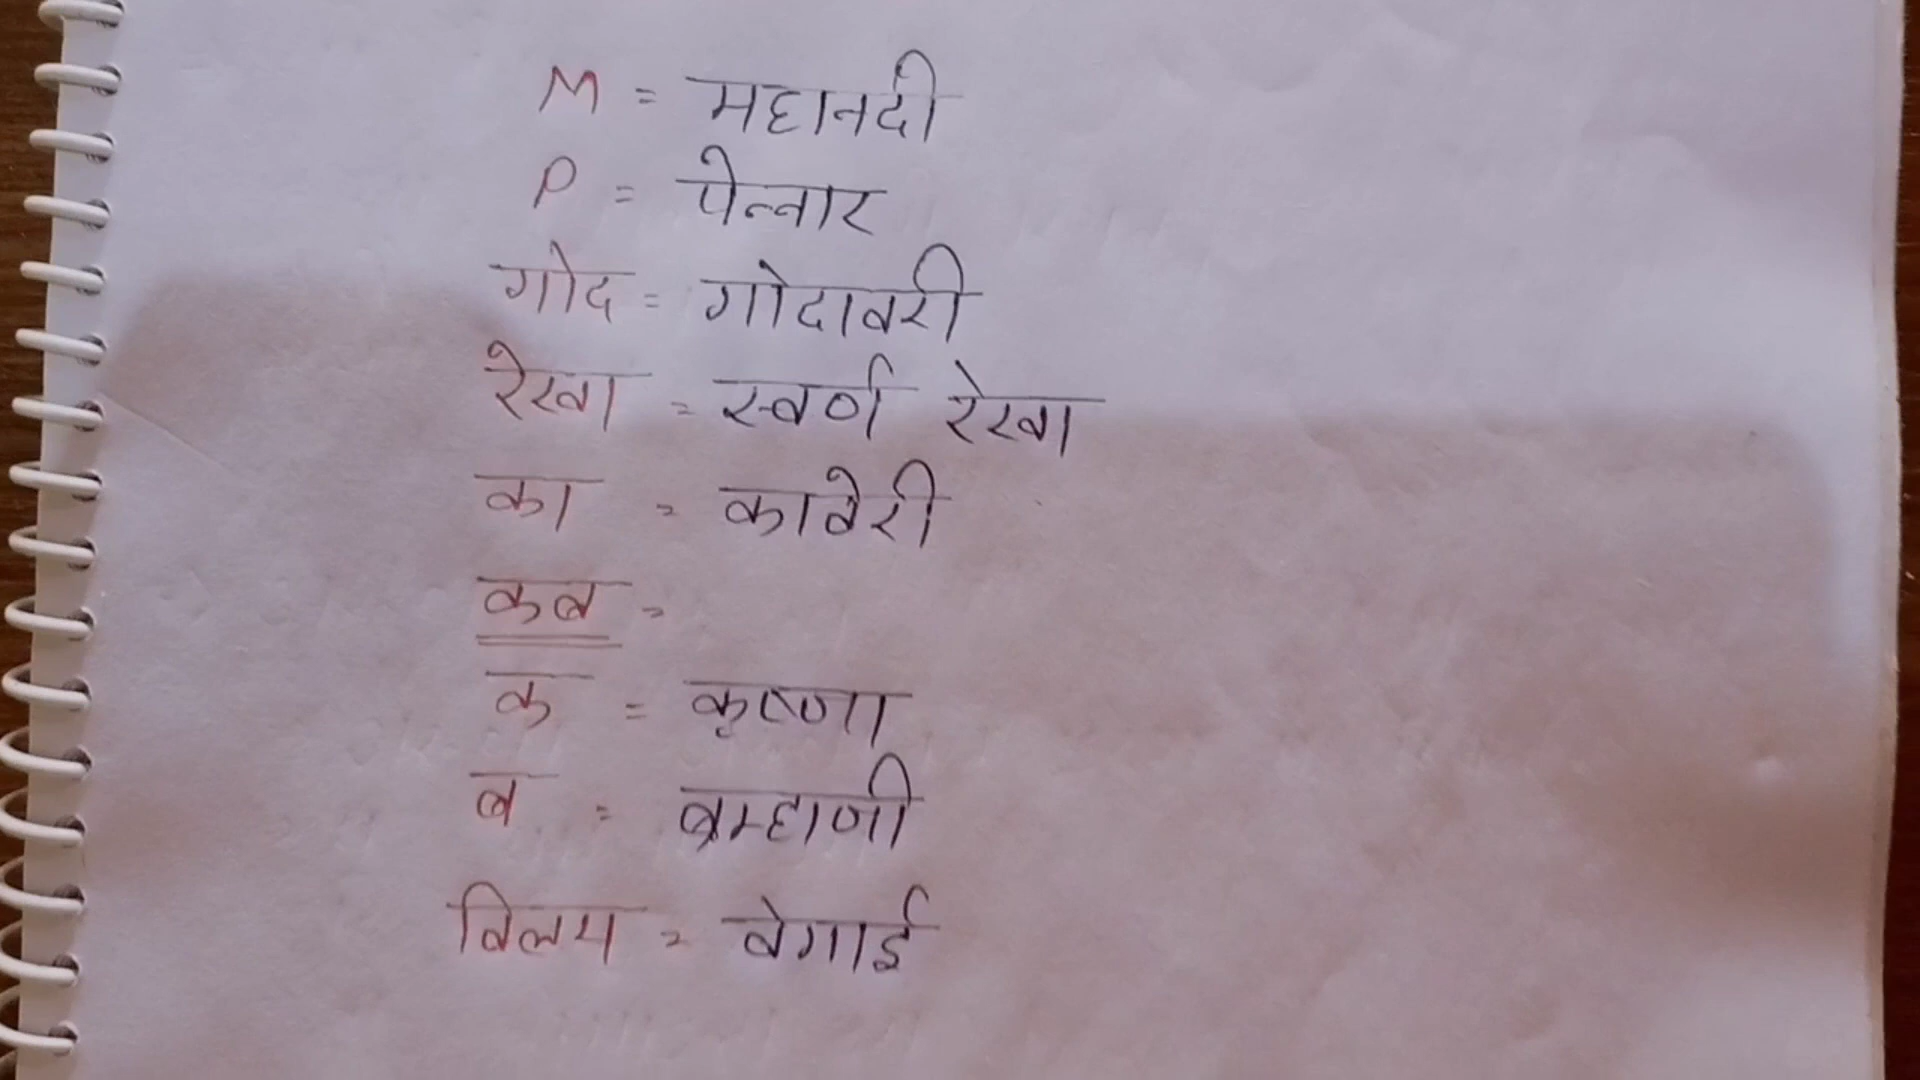 M = महानदी
P = पेन्नार
गोद = गोदावरी
रेखा = स्वर्ण रेखा
का = कावेरी
कब =
क = कृष्णा
ब = ब्रम्हाणी
विलय = वेगाई